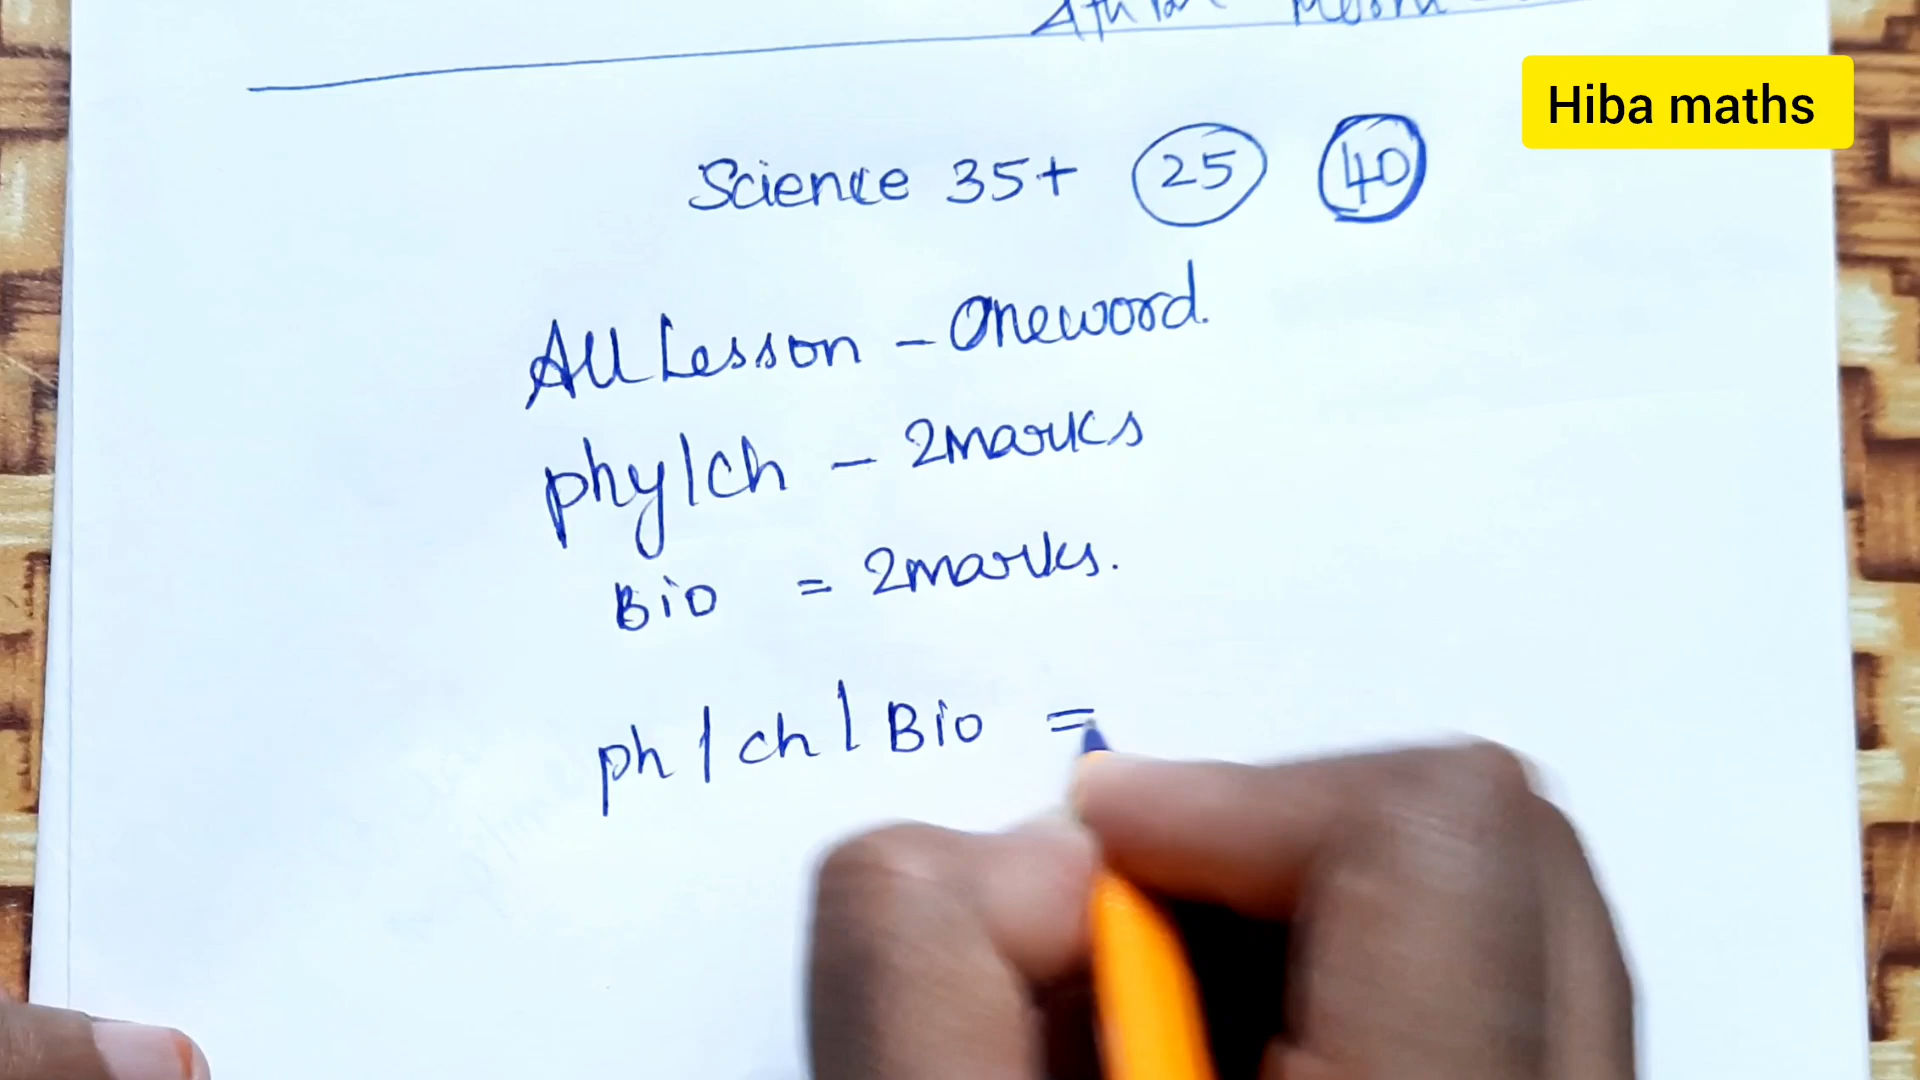 Hiba maths
Science 35+ 25 40
All Lesson - Oneword.
phy/ch - 2marks
Bio = 2marks.
ph / ch / Bio =